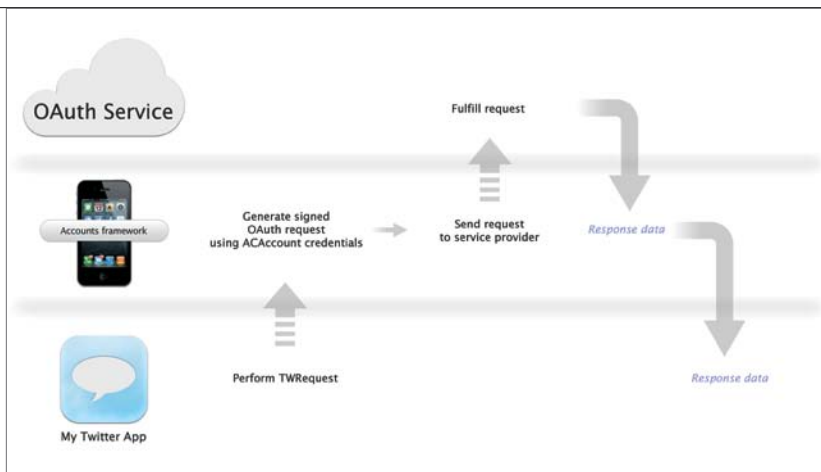 OAuth Service
Fulfill request
Accounts framework
Generate signed
OAuth request
using ACAccount credentials
Send request
to service provider
Response data
Perform TWRequest
Response data
My Twitter App